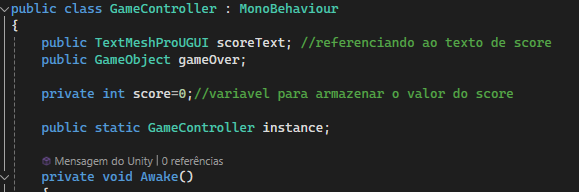 public class GameController : MonoBehaviour
{
public TextMeshProUGUI scoreText; //referenciando ao texto de score
public GameObject gameOver;
private int score=0;//variavel para armazenar o valor do score
public static GameController instance;
Mensagem do Unity | 0 referências
private void Awake()
{